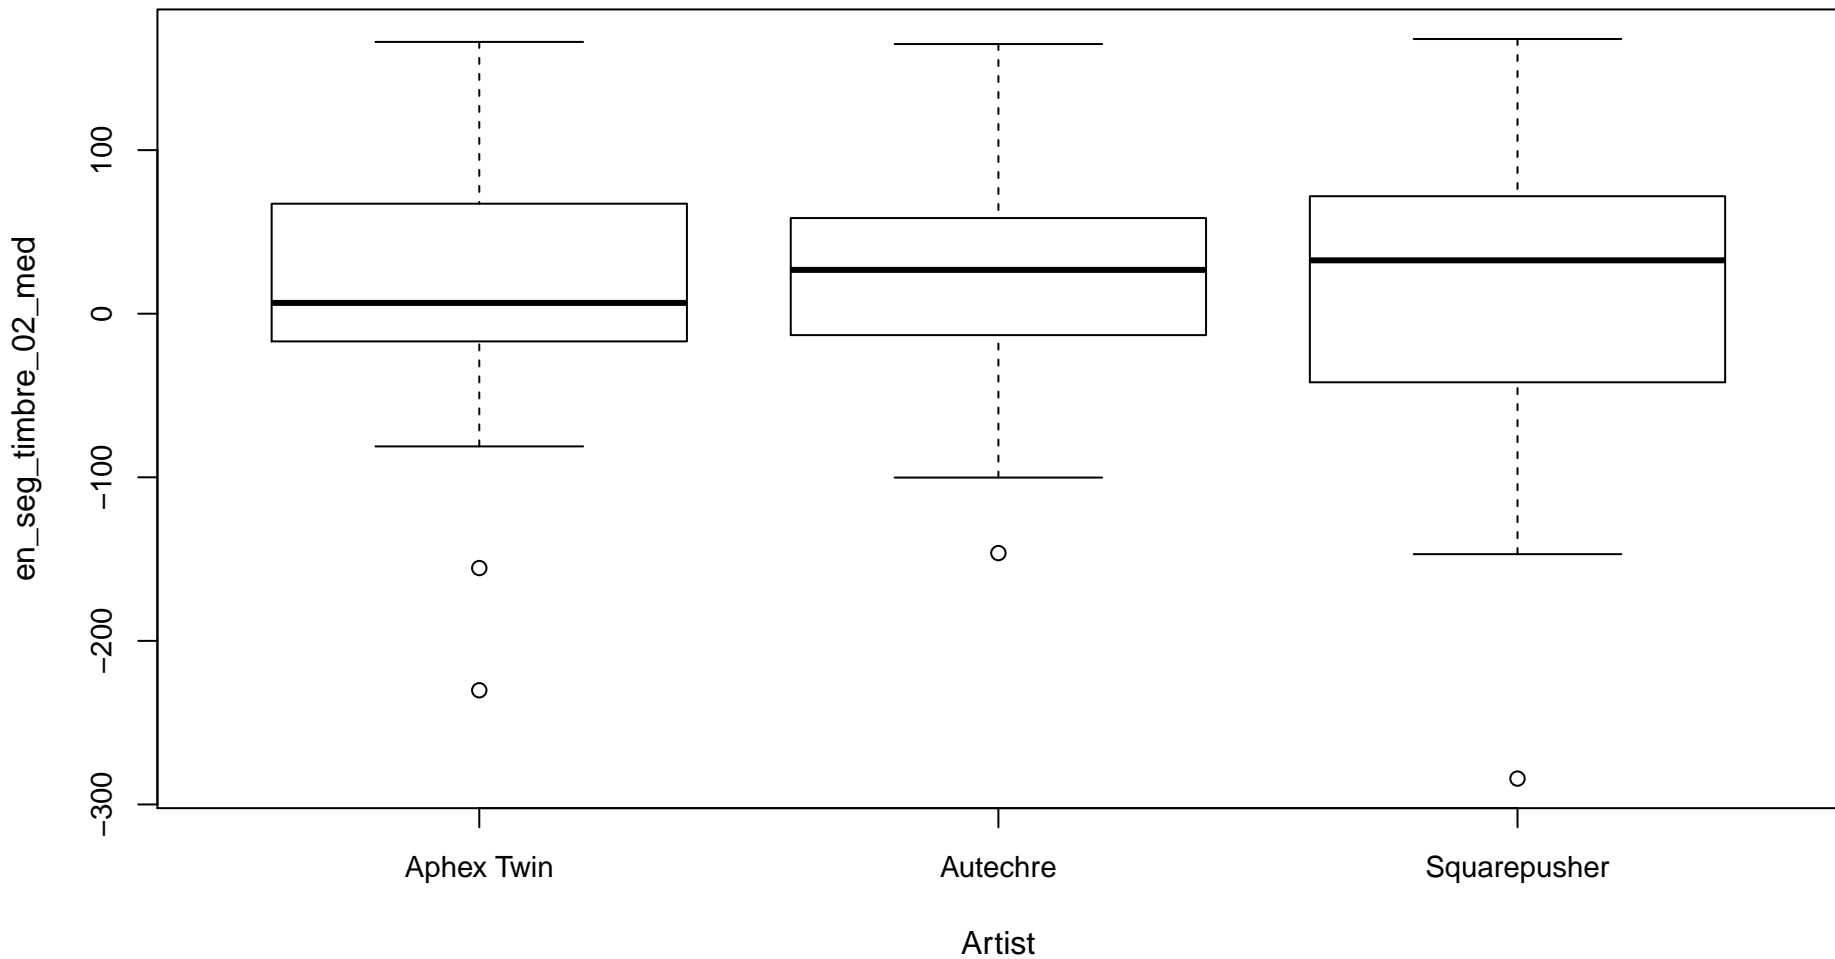 en_seg_timbre_02_med
100
0
−100
−200
−300
Aphex Twin
Autechre
Squarepusher
Artist